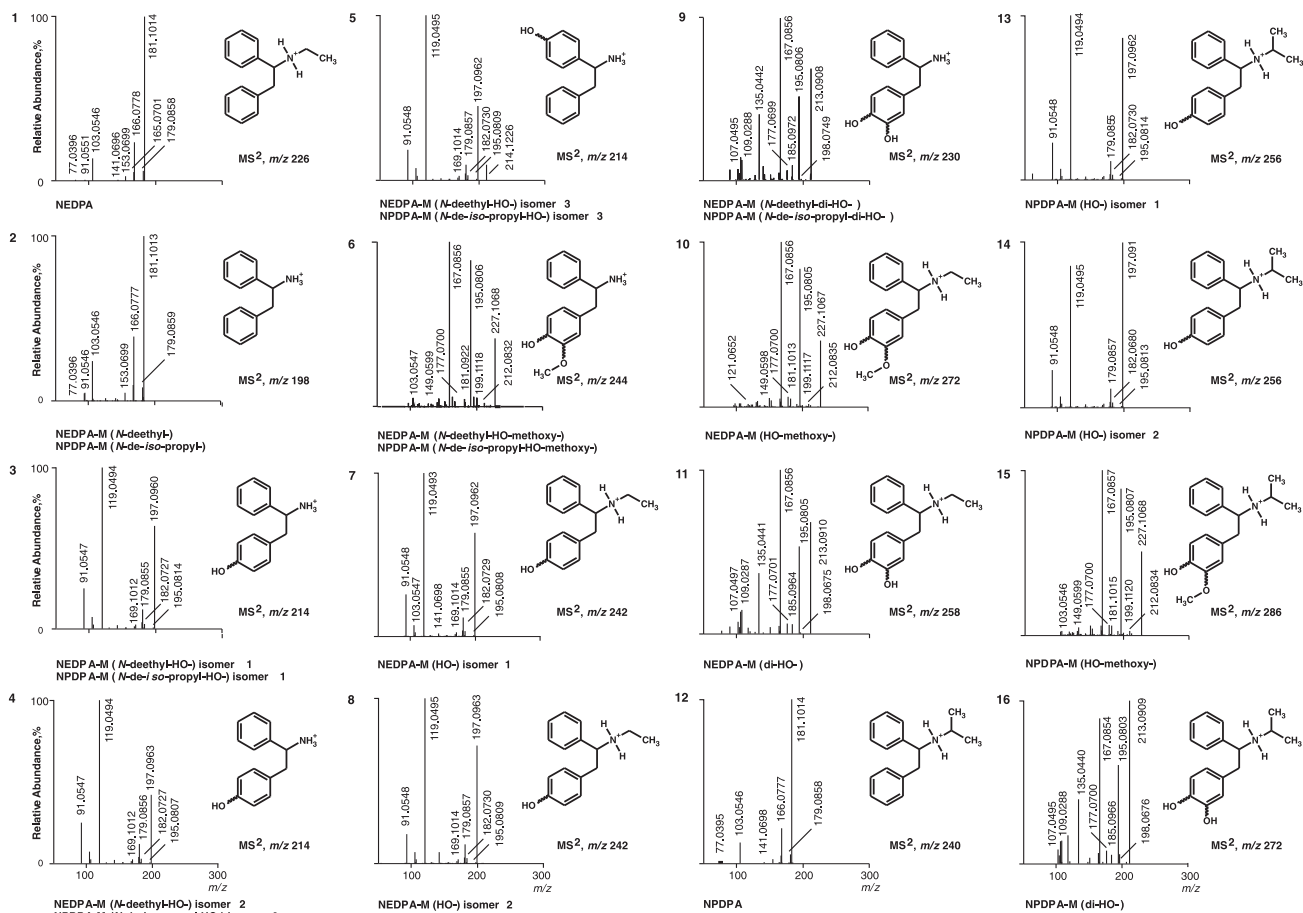 1
Relative Abundance,%
100
0
77.0396
91.0551
103.0546
141.0696
153.0699
166.0778
181.1014
165.0701
179.0858
H
N+
H
CH3
MS2, m/z 226
NEDPA
5
119.0495
91.0548
169.1014
179.0857
197.0962
182.0730
195.0809
214.1226
100
200
300
HO
NH3+
MS2, m/z 214
NEDPA-M (N-deethyl-HO-) isomer 3
NPDPA-M (N-de-iso-propyl-HO-) isomer 3
9
107.0495
109.0288
135.0442
177.0699
167.0856
185.0972
195.0806
213.0908
198.0749
HO
OH
NH3+
MS2, m/z 230
NEDPA-M (N-deethyl-di-HO-)
NPDPA-M (N-de-iso-propyl-di-HO-)
13
91.0548
119.0494
179.0855
197.0962
182.0730
195.0814
HO
H
N+
H
CH3
CH3
MS2, m/z 256
NPDPA-M (HO-) isomer 1
2
Relative Abundance,%
100
0
77.0396
91.0546
103.0546
153.0699
166.0777
181.1013
179.0859
NH3+
MS2, m/z 198
NEDPA-M (N-deethyl-)
NPDPA-M (N-de-iso-propyl-)
6
103.0547
149.0599
177.0700
167.0856
181.0922
195.0806
199.1118
227.1068
212.0832
HO
O
H3C
NH3+
MS2, m/z 244
NEDPA-M (N-deethyl-HO-methoxy-)
NPDPA-M (N-de-iso-propyl-HO-methoxy-)
10
121.0652
149.0598
177.0700
167.0856
181.1013
195.0805
199.1117
227.1067
212.0835
HO
O
H3C
H
N+
H
CH3
MS2, m/z 272
NEDPA-M (HO-methoxy-)
14
91.0548
119.0495
179.0857
197.091
182.0680
195.0813
HO
H
N+
H
CH3
CH3
MS2, m/z 256
NPDPA-M (HO-) isomer 2
3
Relative Abundance,%
100
0
91.0547
119.0494
169.1012
179.0855
197.0960
182.0727
195.0814
HO
NH3+
MS2, m/z 214
NEDPA-M (N-deethyl-HO-) isomer 1
NPDPA-M (N-de-iso-propyl-HO-) isomer 1
7
91.0548
103.0547
119.0493
141.0698
169.1014
179.0855
197.0962
182.0729
195.0808
HO
H
N+
H
CH3
MS2, m/z 242
NEDPA-M (HO-) isomer 1
11
107.0497
109.0287
135.0441
177.0701
167.0856
185.0964
195.0805
213.0910
198.0675
HO
OH
H
N+
H
CH3
MS2, m/z 258
NEDPA-M (di-HO-)
15
103.0546
149.0599
177.0700
167.0857
181.1015
195.0807
199.1120
227.1068
212.0834
HO
O
H3C
H
N+
H
CH3
CH3
MS2, m/z 286
NPDPA-M (HO-methoxy-)
4
Relative Abundance,%
100
0
91.0547
119.0494
169.1012
179.0856
197.0963
182.0727
195.0807
HO
NH3+
MS2, m/z 214
100
200
300
m/z
NEDPA-M (N-deethyl-HO-) isomer 2
8
91.0548
119.0495
169.1014
179.0857
197.0963
182.0730
195.0809
HO
H
N+
H
CH3
MS2, m/z 242
100
200
300
m/z
NEDPA-M (HO-) isomer 2
12
77.0395
103.0546
141.0698
166.0777
181.1014
179.0858
H
N+
H
CH3
CH3
MS2, m/z 240
100
200
300
m/z
NPDPA
16
107.0495
109.0288
135.0440
177.0700
167.0854
185.0966
195.0803
213.0909
198.0676
HO
OH
H
N+
H
CH3
CH3
MS2, m/z 272
100
200
300
m/z
NPDPA-M (di-HO-)